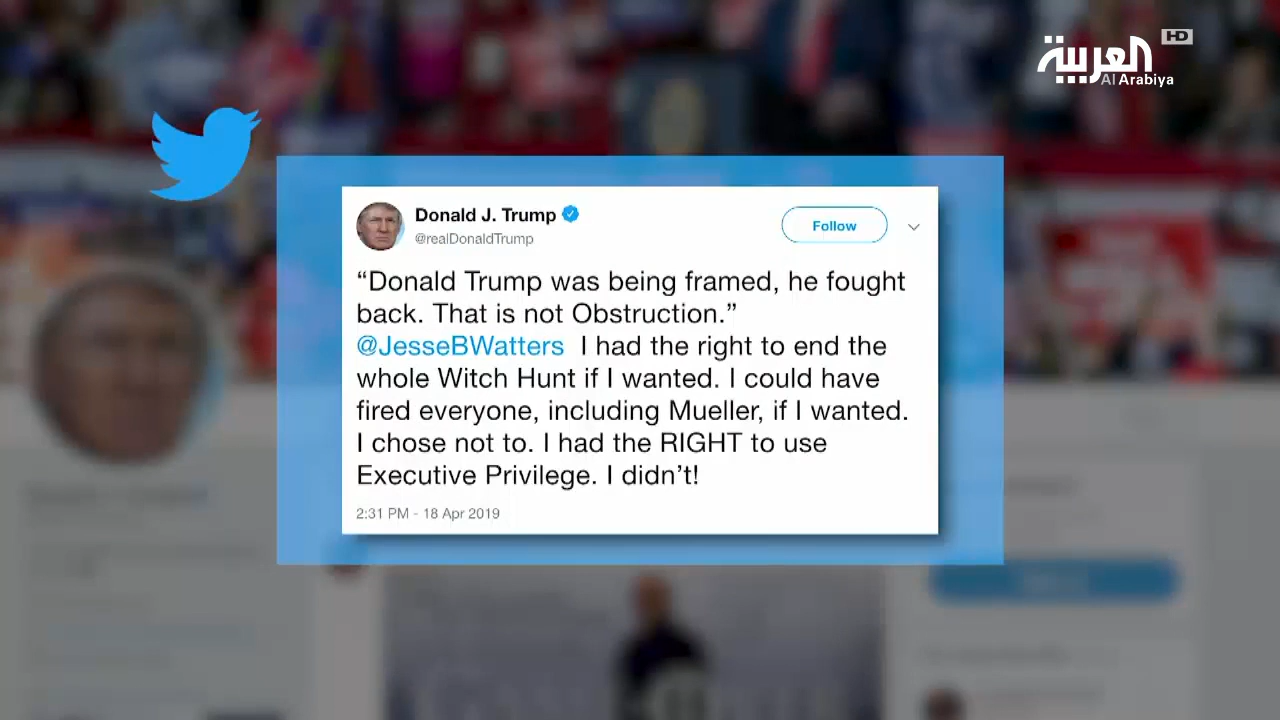 العربية HD
Al Arabiya
Donald J. Trump
@realDonaldTrump
Follow
“Donald Trump was being framed, he fought
back. That is not Obstruction.”
@JesseBWatters I had the right to end the
whole Witch Hunt if I wanted. I could have
fired everyone, including Mueller, if I wanted.
I chose not to. I had the RIGHT to use
Executive Privilege. I didn’t!
2:31 PM - 18 Apr 2019